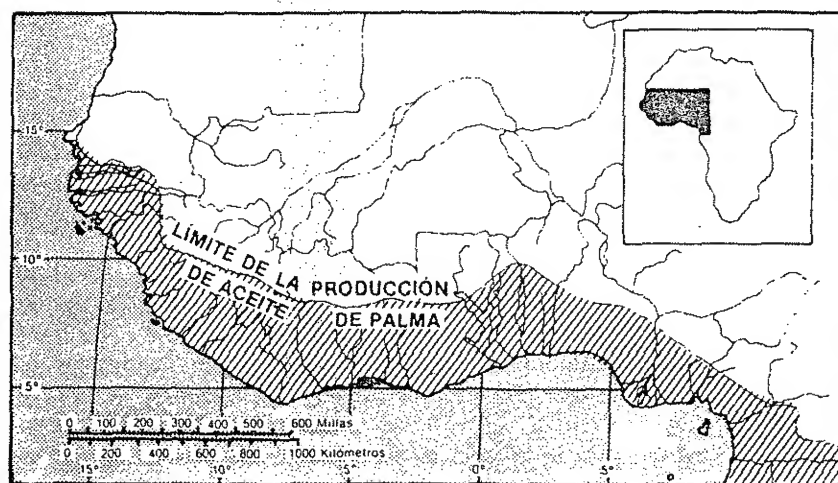 15°
10°
5°
LÍMITE DE LA PRODUCCIÓN
DE ACEITE DE PALMA
0 100 200 300 400 500 600 Millas
0 200 400 600 800 1000 Kilómetros
15° 10° 5° 0° 5°